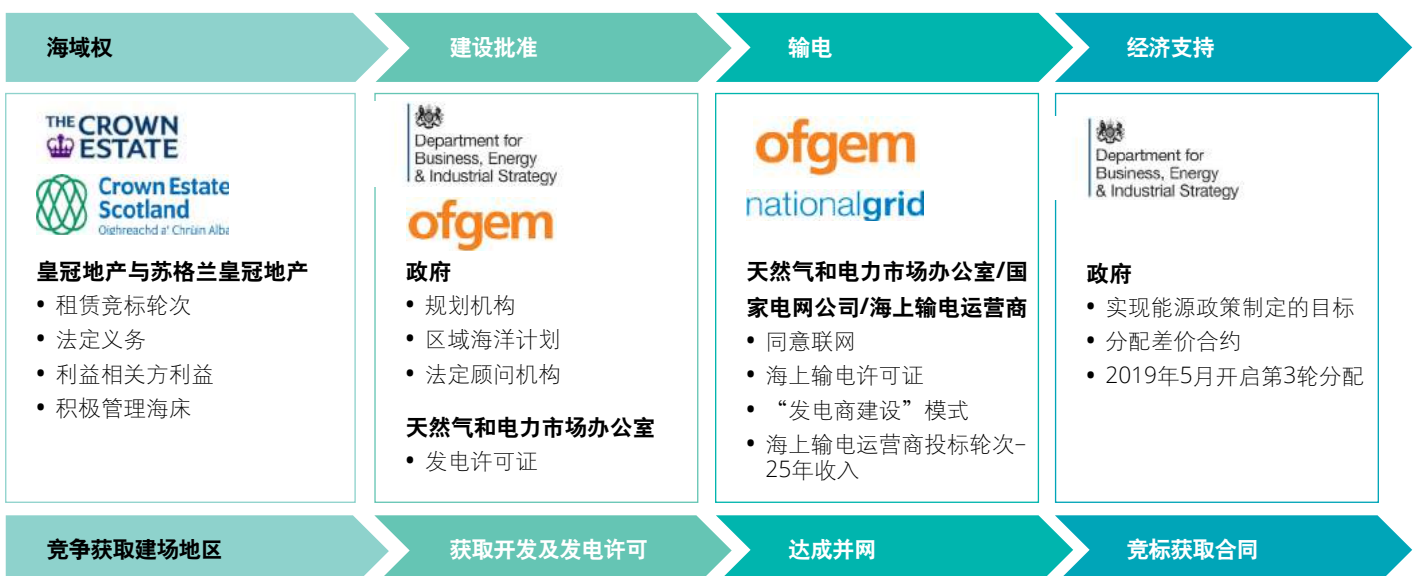 海域权
建设批准
输电
经济支持
THE CROWN
ESTATE
Crown Estate
Scotland
Oighreachd a' Chrùin Alba
皇冠地产与苏格兰皇冠地产
• 租赁竞标轮次
• 法定义务
• 利益相关方利益
• 积极管理海床
Department for
Business, Energy
& Industrial Strategy
ofgem
政府
• 规划机构
• 区域海洋计划
• 法定顾问机构
天然气和电力市场办公室
• 发电许可证
ofgem
nationalgrid
天然气和电力市场办公室/国
家电网公司/海上输电运营商
• 同意联网
• 海上输电许可证
• “发电商建设”模式
• 海上输电运营商投标轮次–
25年收入
Department for
Business, Energy
& Industrial Strategy
政府
• 实现能源政策制定的目标
• 分配差价合约
• 2019年5月开启第3轮分配
竞争获取建场地区
获取开发及发电许可
达成并网
竞标获取合同